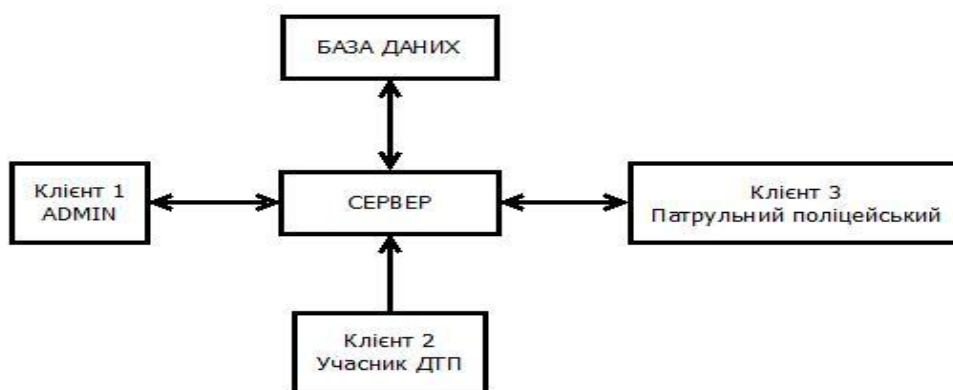 БАЗА ДАНИХ
Клієнт 1
ADMIN
СЕРВЕР
Клієнт 3
Патрульний поліцейський
Клієнт 2
Учасник ДТП